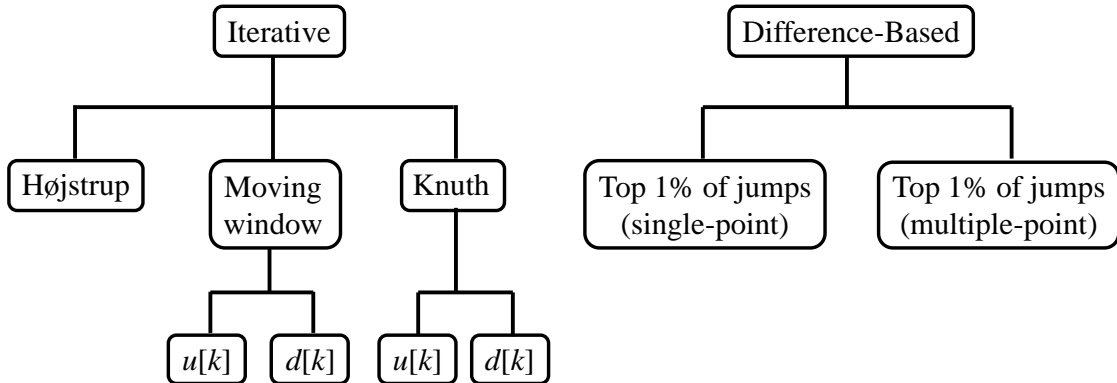 Iterative
Difference-Based
Højstrup
Moving
window
Knuth
Top 1% of jumps
(single-point)
Top 1% of jumps
(multiple-point)
u[k]
d[k]
u[k]
d[k]